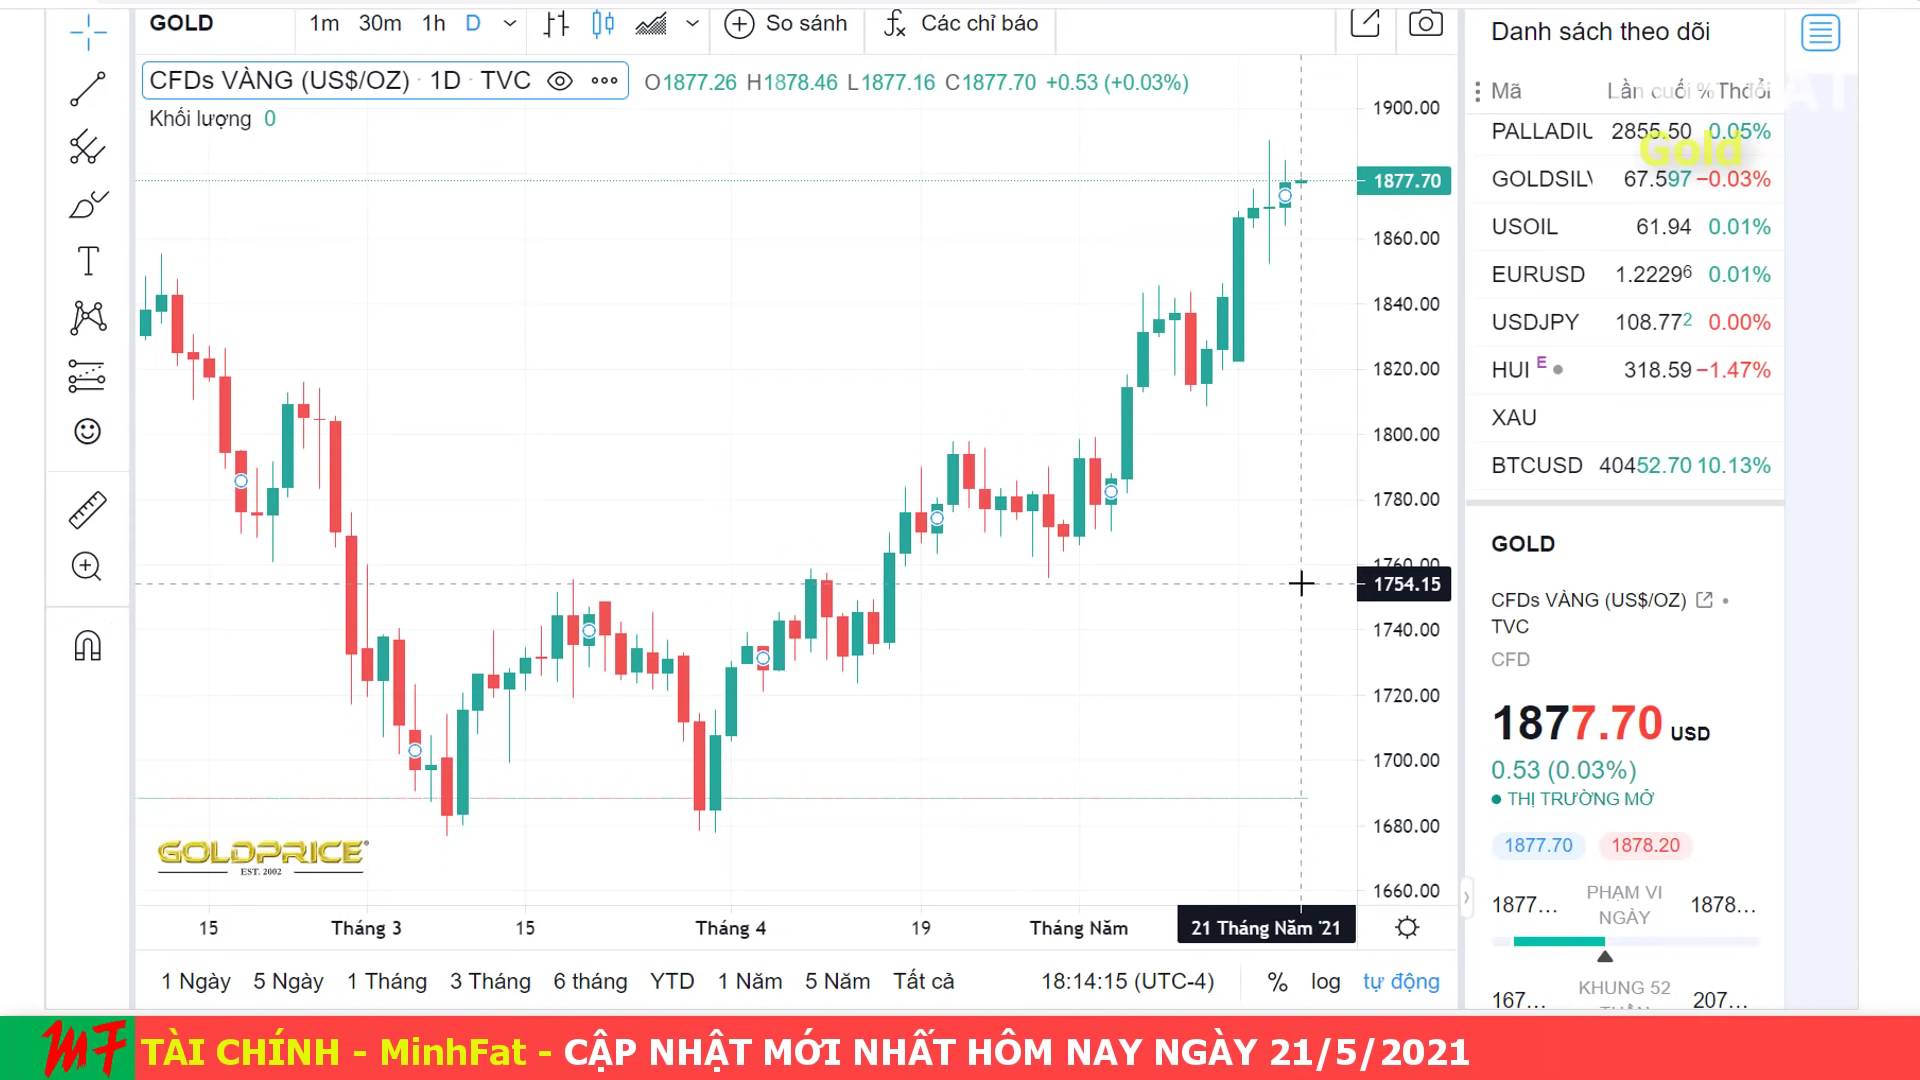 GOLD
1m 30m 1h D
So sánh
Các chỉ báo
CFDs VÀNG (US$/OZ) · 1D · TVC
O1877.26 H1878.46 L1877.16 C1877.70 +0.53 (+0.03%)
Khối lượng 0
1900.00
1877.70
1860.00
1840.00
1820.00
1800.00
1780.00
1760.00
1754.15
1740.00
1720.00
1700.00
1680.00
1660.00
GOLDPRICE®
EST. 2002
15 Tháng 3 15 Tháng 4 19 Tháng Năm 21 Tháng Năm '21
1 Ngày 5 Ngày 1 Tháng 3 Tháng 6 tháng YTD 1 Năm 5 Năm Tất cả
18:14:15 (UTC-4) % log tự động
Danh sách theo dõi
Mã Lần cuối %Thđổi
PALLADIU 2855.50 0.05%
Gold
GOLDSILV 67.597 −0.03%
USOIL 61.94 0.01%
EURUSD 1.22296 0.01%
USDJPY 108.772 0.00%
HUI E 318.59 −1.47%
XAU
BTCUSD 40452.70 10.13%
GOLD
CFDs VÀNG (US$/OZ)
TVC
CFD
1877.70 USD
0.53 (0.03%)
THỊ TRƯỜNG MỞ
1877.70 1878.20
1877… PHẠM VI NGÀY 1878…
167… KHUNG 52 207…
MF TÀI CHÍNH - MinhFat - CẬP NHẬT MỚI NHẤT HÔM NAY NGÀY 21/5/2021